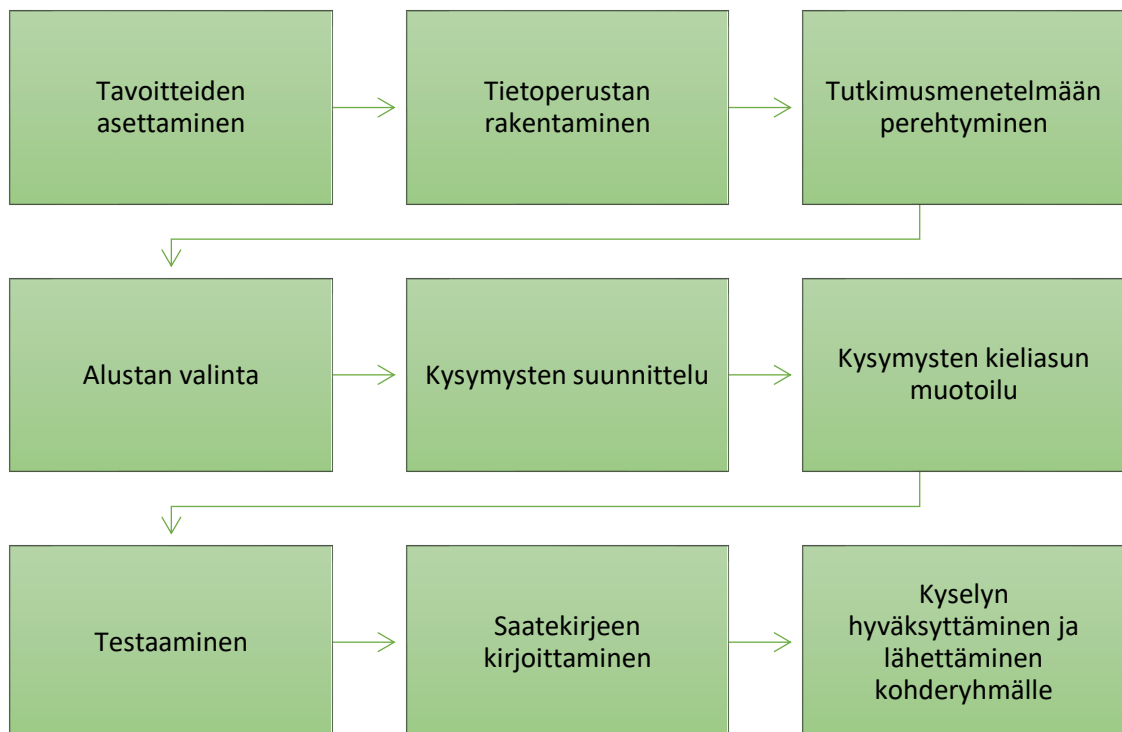 Tavoitteiden
asettaminen
Tietoperustan
rakentaminen
Tutkimusmenetelmään
perehtyminen
Alustan valinta
Kysymysten suunnittelu
Kysymysten kieliasun
muotoilu
Testaaminen
Saatekirjeen
kirjoittaminen
Kyselyn
hyväksyttäminen ja
lähettäminen
kohderyhmälle